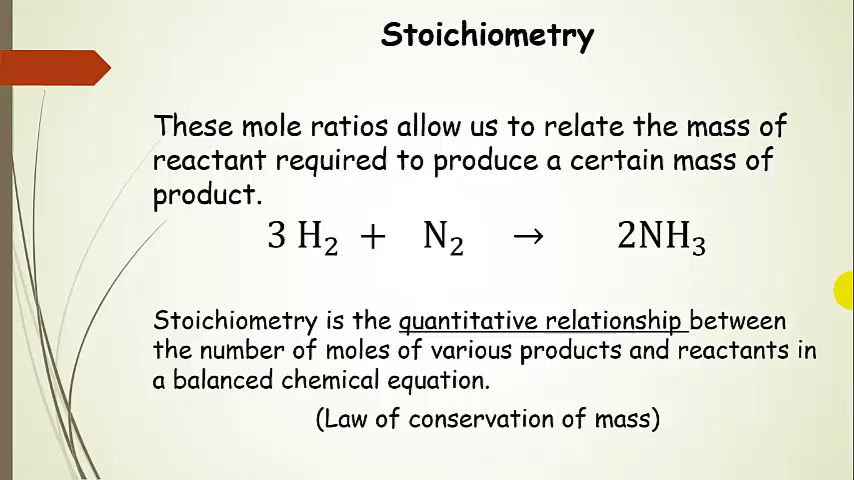 Stoichiometry
These mole ratios allow us to relate the mass of
reactant required to produce a certain mass of
product.
3 H₂ + N₂ → 2NH₃
Stoichiometry is the quantitative relationship between
the number of moles of various products and reactants in
a balanced chemical equation.
(Law of conservation of mass)